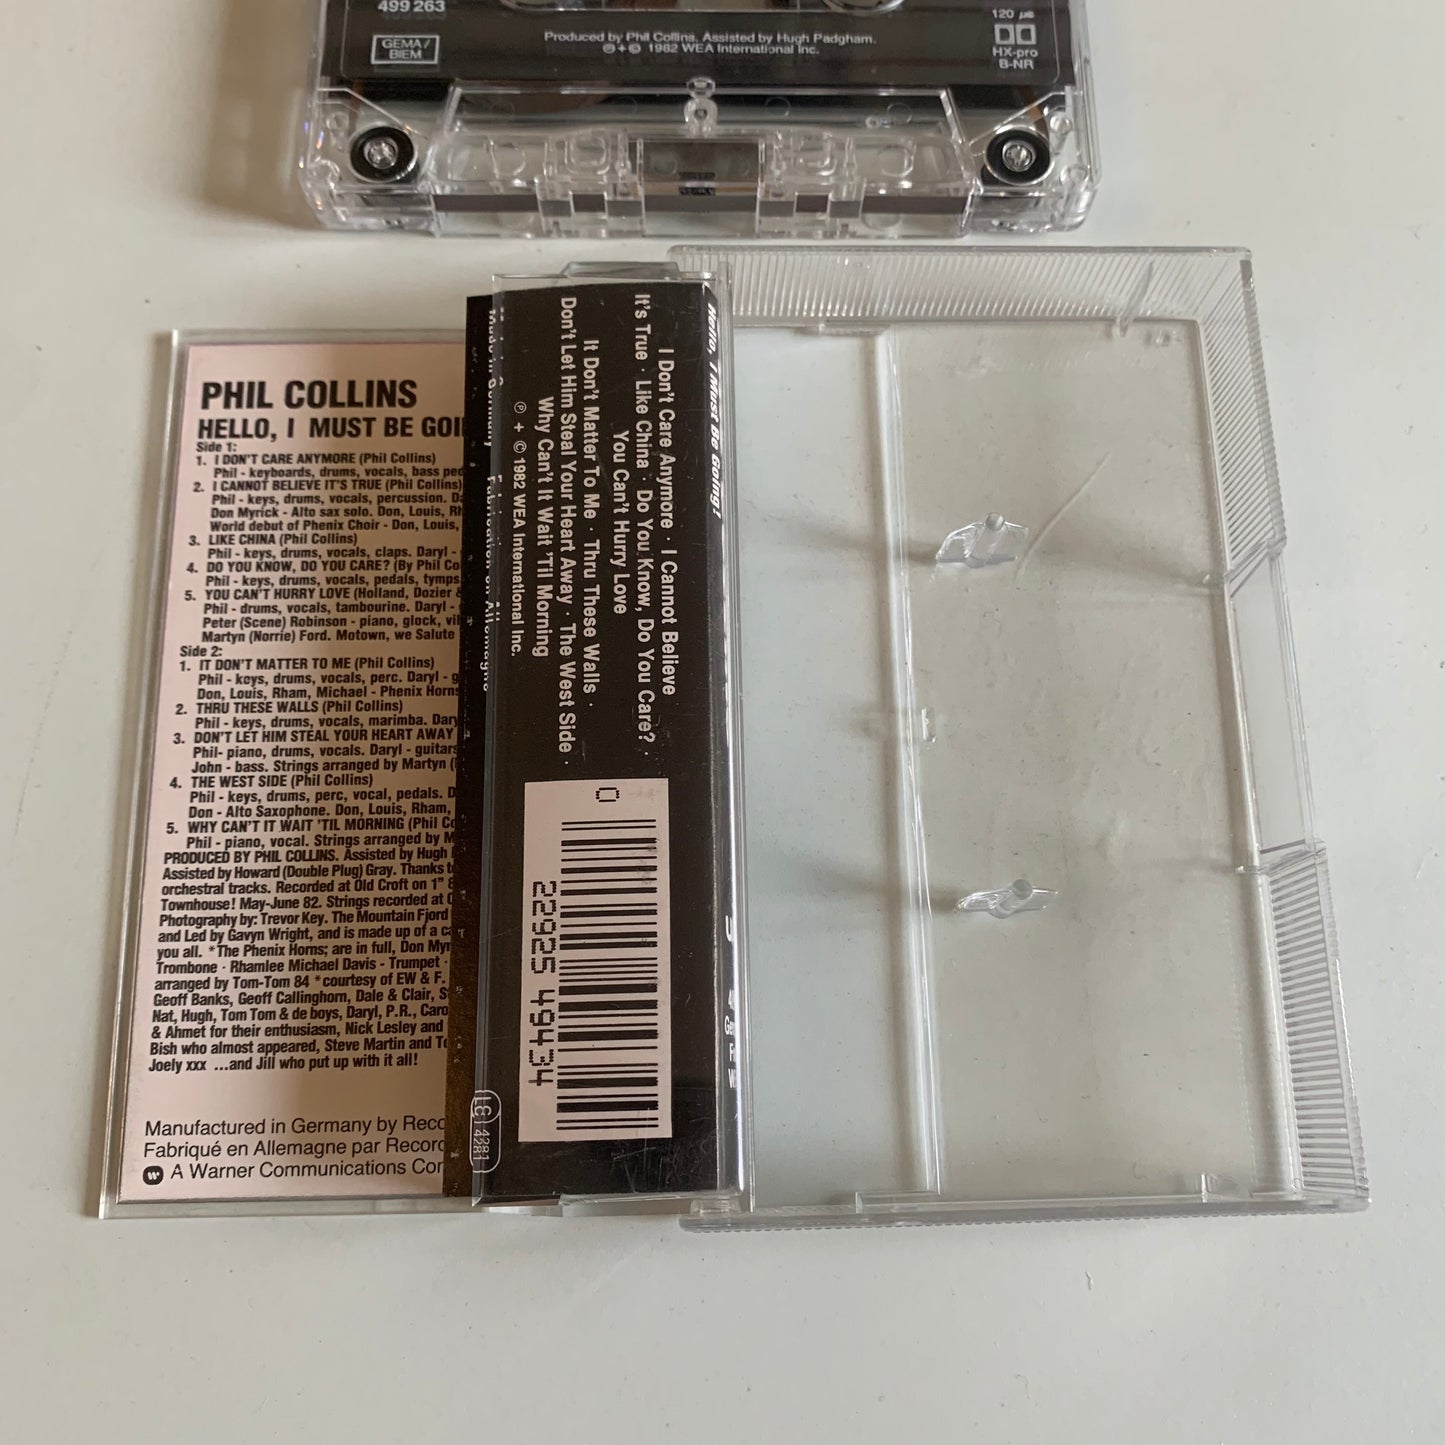 499 263
GEMA/
BIEM
Produced by Phil Collins. Assisted by Hugh Padgham.
℗ + © 1982 WEA International Inc.
120 µs
HX-pro
B-NR
PHIL COLLINS
HELLO, I MUST BE GOI
Side 1:
1. I DON'T CARE ANYMORE (Phil Collins)
Phil - keyboards, drums, vocals, bass ped
2. I CANNOT BELIEVE IT'S TRUE (Phil Collins)
Phil - keys, drums, vocals, percussion. Da
Don Myrick - Alto sax solo. Don, Louis, Rh
World debut of Phenix Choir - Don, Louis,
3. LIKE CHINA (Phil Collins)
Phil - keys, drums, vocals, claps. Daryl -
4. DO YOU KNOW, DO YOU CARE? (By Phil Co
Phil - keys, drums, vocals, pedals, tymps
5. YOU CAN'T HURRY LOVE (Holland, Dozier &
Phil - drums, vocals, tambourine. Daryl -
Peter (Scene) Robinson - piano, glock, vi
Martyn (Norrie) Ford. Motown, we Salute
Side 2:
1. IT DON'T MATTER TO ME (Phil Collins)
Phil - keys, drums, vocals, perc. Daryl - g
Don, Louis, Rham, Michael - Phenix Horns
2. THRU THESE WALLS (Phil Collins)
Phil - keys, drums, vocals, marimba. Dary
3. DON'T LET HIM STEAL YOUR HEART AWAY
Phil- piano, drums, vocals. Daryl - guitars
John - bass. Strings arranged by Martyn (
4. THE WEST SIDE (Phil Collins)
Phil - keys, drums, perc, vocal, pedals. D
Don - Alto Saxophone. Don, Louis, Rham,
5. WHY CAN'T IT WAIT 'TIL MORNING (Phil Co
Phil - piano, vocal. Strings arranged by M
PRODUCED BY PHIL COLLINS. Assisted by Hugh
Assisted by Howard (Double Plug) Gray. Thanks t
orchestral tracks. Recorded at Old Croft on 1" 8
Townhouse! May-June 82. Strings recorded at C
Photography by: Trevor Key. The Mountain Fjord
and Led by Gavyn Wright, and is made up of a ca
you all. *The Phenix Horns; are in full, Don Myr
Trombone · Rhamlee Michael Davis - Trumpet ·
arranged by Tom-Tom 84 *courtesy of EW & F.
Geoff Banks, Geoff Callinghorn, Dale & Clair, S
Nat, Hugh, Tom Tom & de boys, Daryl, P.R., Caro
& Ahmet for their enthusiasm, Nick Lesley and
Bish who almost appeared, Steve Martin and To
Joely xxx ...and Jill who put up with it all!
Manufactured in Germany by Reco
Fabriqué en Allemagne par Record
A Warner Communications Co
Hello, I Must Be Going!
I Don't Care Anymore · I Cannot Believe
It's True · Like China · Do You Know, Do You Care? ·
You Can't Hurry Love
It Don't Matter To Me · Thru These Walls ·
Don't Let Him Steal Your Heart Away · The West Side
Why Can't It Wait 'Til Morning
℗ + © 1982 WEA International Inc.
Made in Germany
Fabrication en Allemagne
0
22925 49434
LC 4281
4281